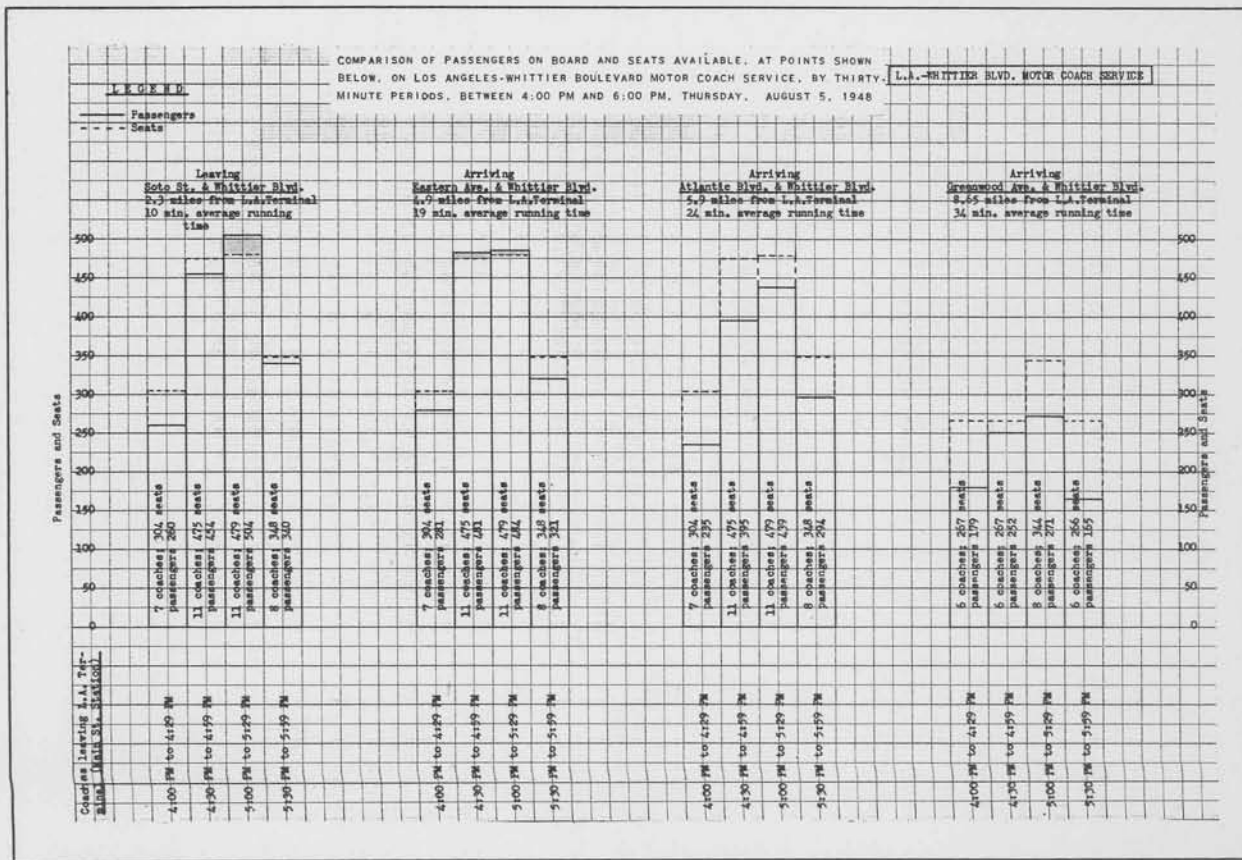 COMPARISON OF PASSENGERS ON BOARD AND SEATS AVAILABLE, AT POINTS SHOWN
BELOW, ON LOS ANGELES-WHITTIER BOULEVARD MOTOR COACH SERVICE, BY THIRTY-
MINUTE PERIODS, BETWEEN 4:00 PM AND 6:00 PM, THURSDAY, AUGUST 5, 1948
L.A.-WHITTIER BLVD. MOTOR COACH SERVICE
LEGEND
Passengers
Seats
Leaving
Soto St. & Whittier Blvd.
2.3 miles from L.A.Terminal
10 min. average running
time
Arriving
Eastern Ave. & Whittier Blvd.
4.9 miles from L.A.Terminal
19 min. average running time
Arriving
Atlantic Blvd. & Whittier Blvd.
5.9 miles from L.A.Terminal
24 min. average running time
Arriving
Greenwood Ave. & Whittier Blvd.
8.65 miles from L.A.Terminal
34 min. average running time
Passengers and Seats
500
450
400
350
300
250
200
150
100
50
0
7 coaches; 304 seats
passengers 260
11 coaches; 475 seats
passengers 454
11 coaches; 479 seats
passengers 504
8 coaches; 348 seats
passengers 340
7 coaches; 304 seats
passengers 281
11 coaches; 475 seats
passengers 481
11 coaches; 479 seats
passengers 484
8 coaches; 348 seats
passengers 321
7 coaches; 304 seats
passengers 235
11 coaches; 475 seats
passengers 395
11 coaches; 479 seats
passengers 439
8 coaches; 348 seats
passengers 294
6 coaches; 267 seats
passengers 179
6 coaches; 267 seats
passengers 252
8 coaches; 344 seats
passengers 271
6 coaches; 266 seats
passengers 165
500
450
400
350
300
250
200
150
100
50
0
Passengers and Seats
Coaches leaving L.A. Ter-
minal (Main St. Station)
4:00 PM to 4:29 PM
4:30 PM to 4:59 PM
5:00 PM to 5:29 PM
5:30 PM to 5:59 PM
4:00 PM to 4:29 PM
4:30 PM to 4:59 PM
5:00 PM to 5:29 PM
5:30 PM to 5:59 PM
4:00 PM to 4:29 PM
4:30 PM to 4:59 PM
5:00 PM to 5:29 PM
5:30 PM to 5:59 PM
4:00 PM to 4:29 PM
4:30 PM to 4:59 PM
5:00 PM to 5:29 PM
5:30 PM to 5:59 PM